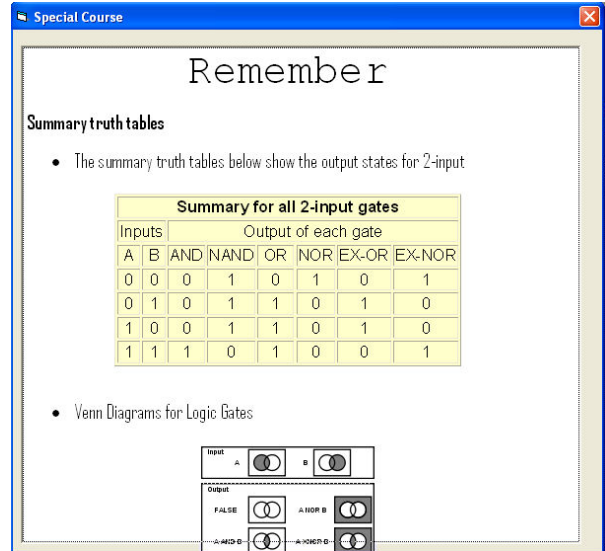 Special Course
Remember
Summary truth tables
• The summary truth tables below show the output states for 2-input
Summary for all 2-input gates
Inputs Output of each gate
A B AND NAND OR NOR EX-OR EX-NOR
0 0 0 1 0 1 0 1
0 1 0 1 1 0 1 0
1 0 0 1 1 0 1 0
1 1 1 0 1 0 0 1
• Venn Diagrams for Logic Gates
Input
A B
Output
FALSE A NOR B
A AND B A XNOR B